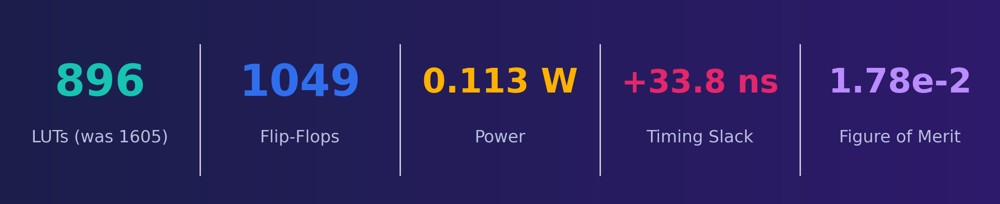 896
LUTs (was 1605)
1049
Flip-Flops
0.113 W
Power
+33.8 ns
Timing Slack
1.78e-2
Figure of Merit